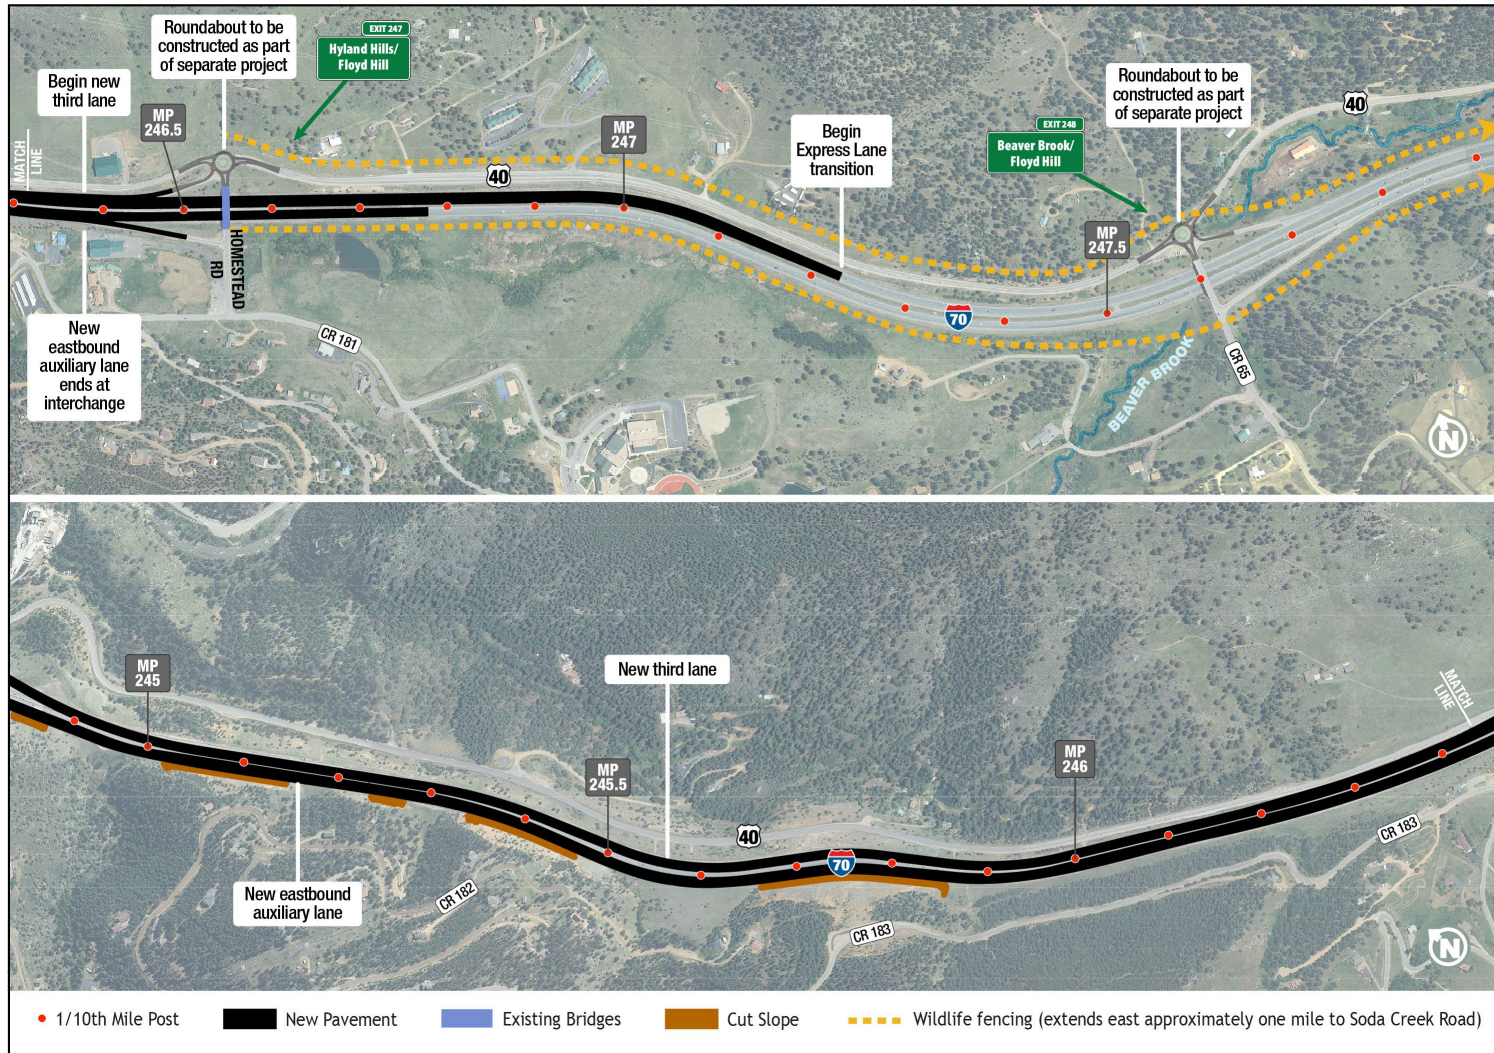 Roundabout to be
constructed as part
of separate project
EXIT 247
Hyland Hills/
Floyd Hill
Begin new
third lane
MP
246.5
MATCH
LINE
40
MP
247
Begin
Express Lane
transition
EXIT 248
Beaver Brook/
Floyd Hill
Roundabout to be
constructed as part
of separate project
40
MP
247.5
HOMESTEAD
RD
70
New
eastbound
auxiliary lane
ends at
interchange
CR 181
CR 65
BEAVER BROOK
N
MP
245
New third lane
MATCH
LINE
MP
245.5
MP
246
40
70
CR 183
New eastbound
auxiliary lane
CR 182
CR 183
N
1/10th Mile Post
New Pavement
Existing Bridges
Cut Slope
Wildlife fencing (extends east approximately one mile to Soda Creek Road)